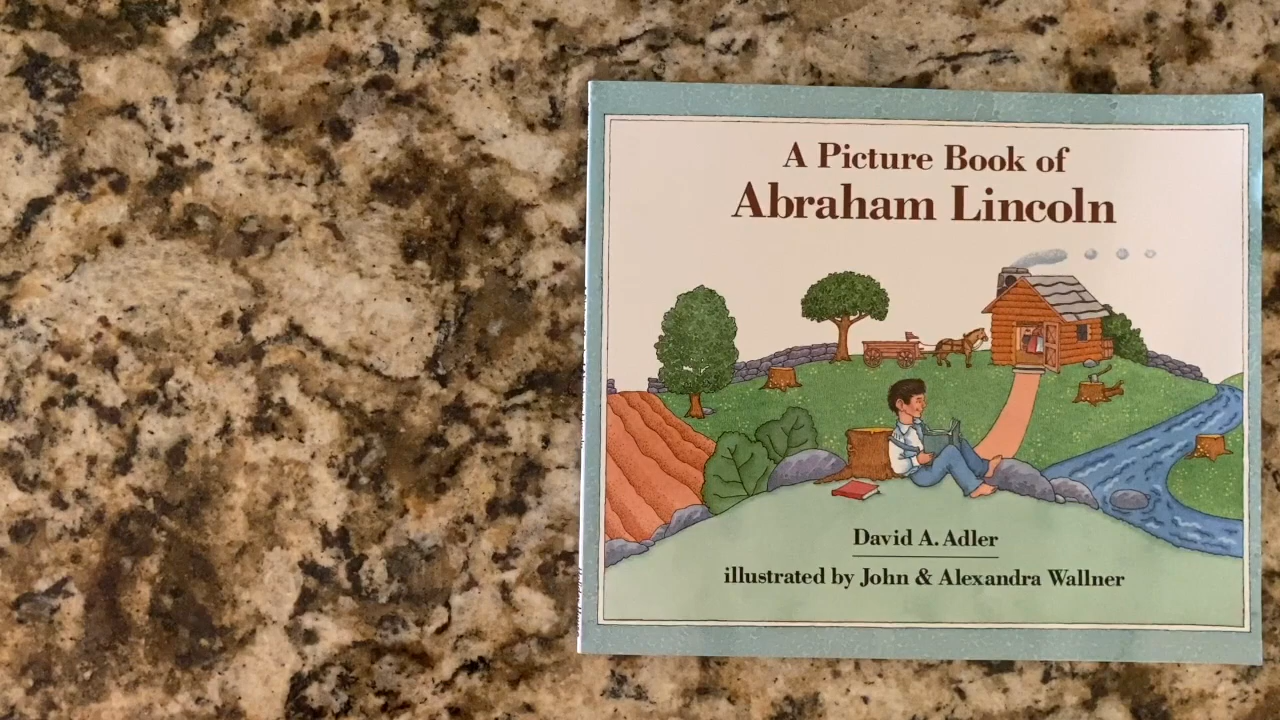 A Picture Book of
Abraham Lincoln
David A. Adler
illustrated by John & Alexandra Wallner